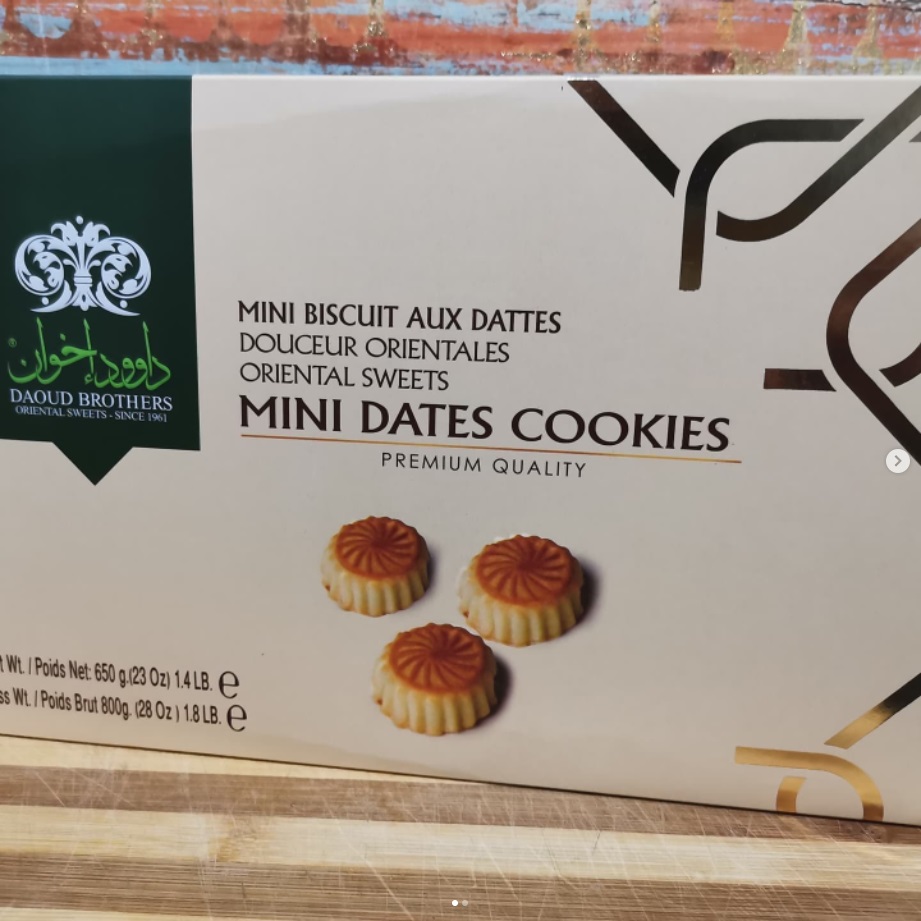 داوود إخوان
®
DAOUD BROTHERS
ORIENTAL SWEETS - SINCE 1961
MINI BISCUIT AUX DATTES
DOUCEUR ORIENTALES
ORIENTAL SWEETS
MINI DATES COOKIES
PREMIUM QUALITY
t Wt. / Poids Net: 650 g.(23 Oz) 1.4 LB. ℮
ss Wt. / Poids Brut 800g. (28 Oz ) 1.8 LB. ℮